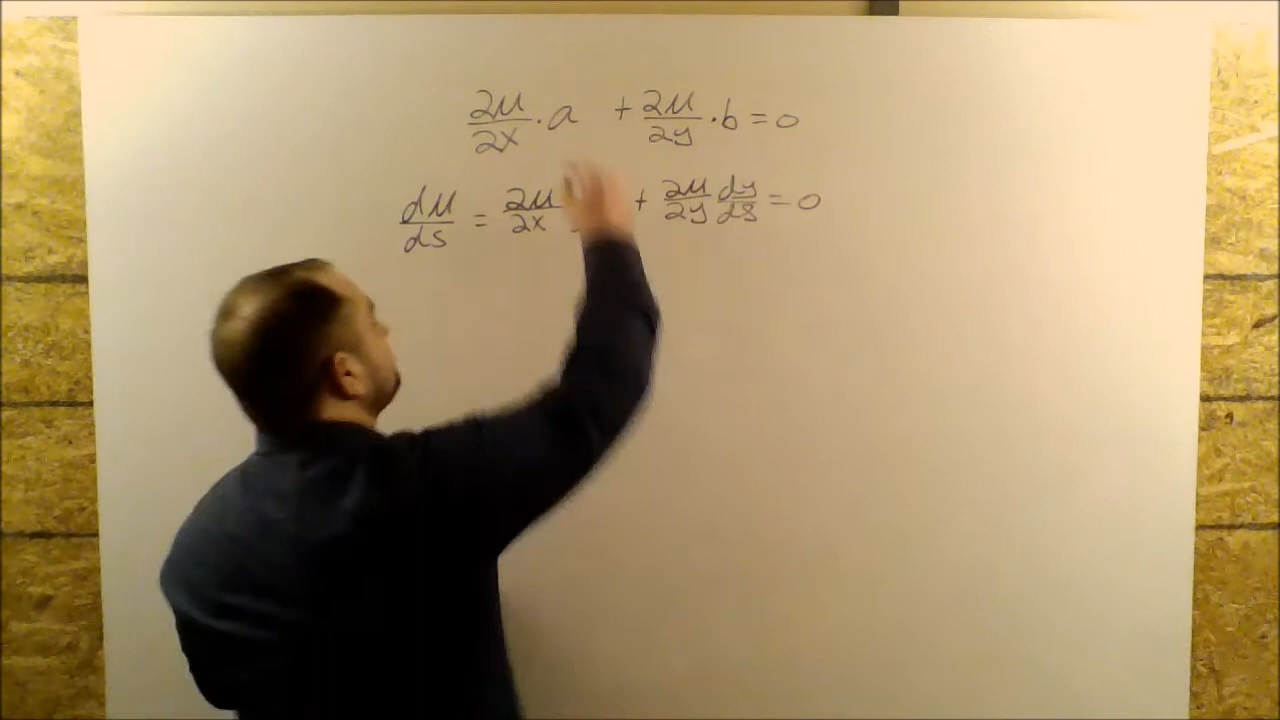 ∂u/∂x · a + ∂u/∂y · b = 0
du/ds = ∂u/∂x + ∂u/∂y dy/ds = 0